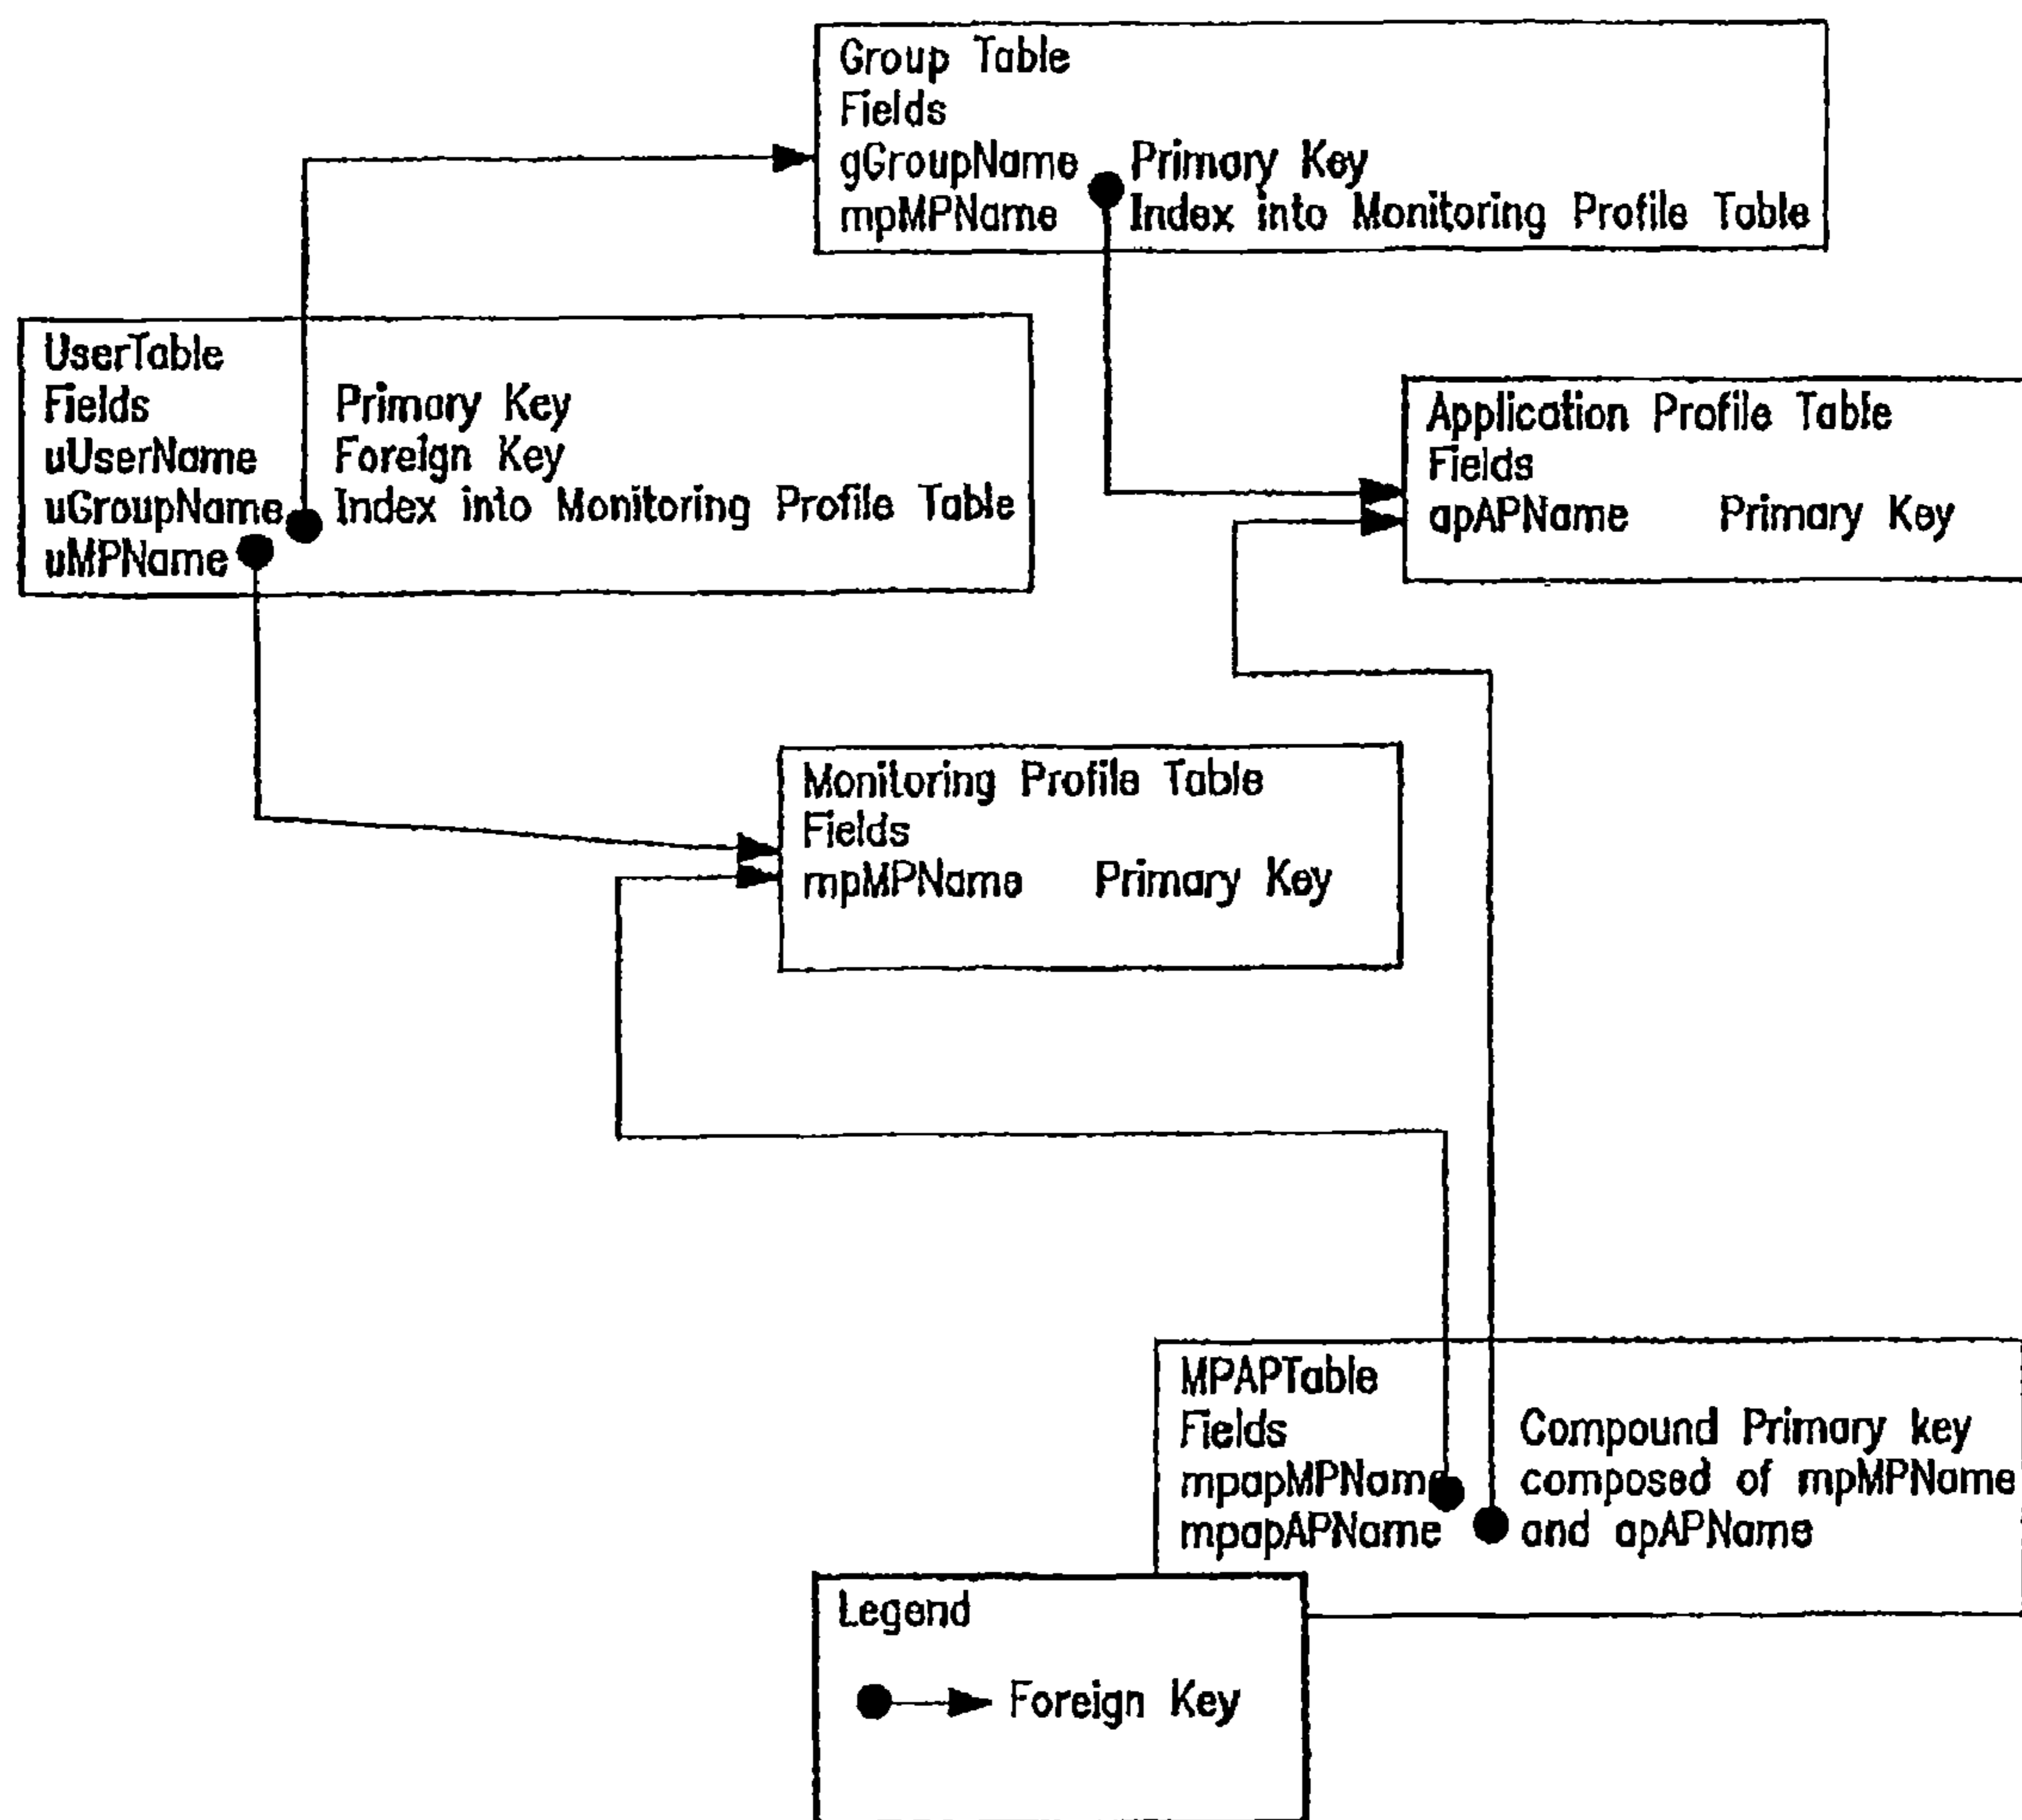 Group Table
Fields
gGroupName Primary Key
mpMPName Index into Monitoring Profile Table
UserTable
Fields Primary Key
uUserName Foreign Key
uGroupName Index into Monitoring Profile Table
uMPName
Application Profile Table
Fields
apAPName Primary Key
Monitoring Profile Table
Fields
mpMPName Primary Key
MPAPTable
Fields Compound Primary key
mpapMPName composed of mpMPName
mpapAPName and apAPName
Legend
Foreign Key